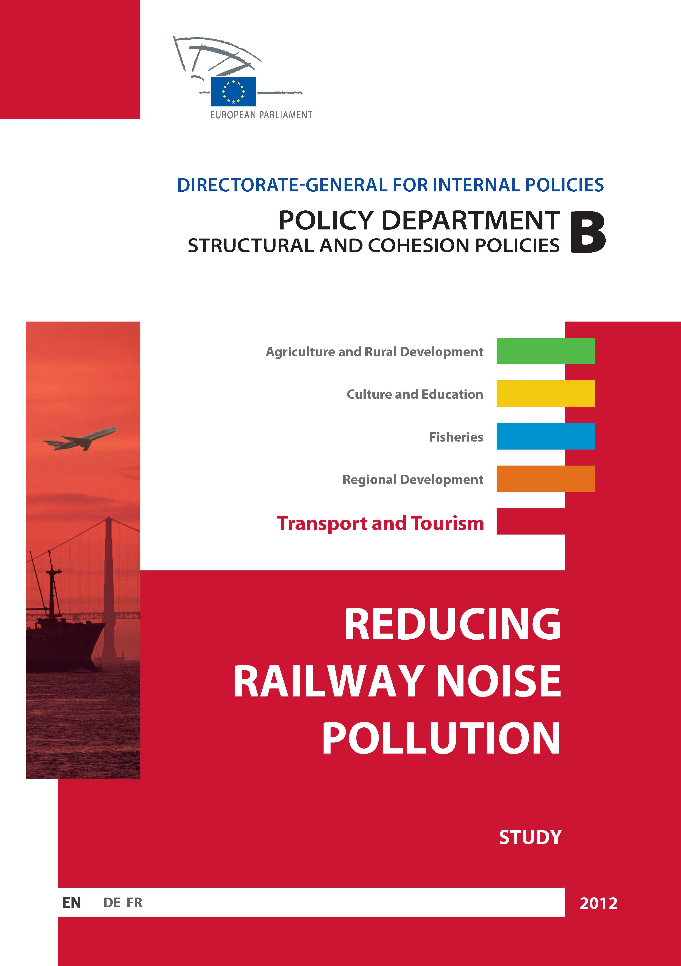 EUROPEAN PARLIAMENT
DIRECTORATE-GENERAL FOR INTERNAL POLICIES
POLICY DEPARTMENT B
STRUCTURAL AND COHESION POLICIES
Agriculture and Rural Development
Culture and Education
Fisheries
Regional Development
Transport and Tourism
REDUCING
RAILWAY NOISE
POLLUTION
STUDY
EN DE FR
2012